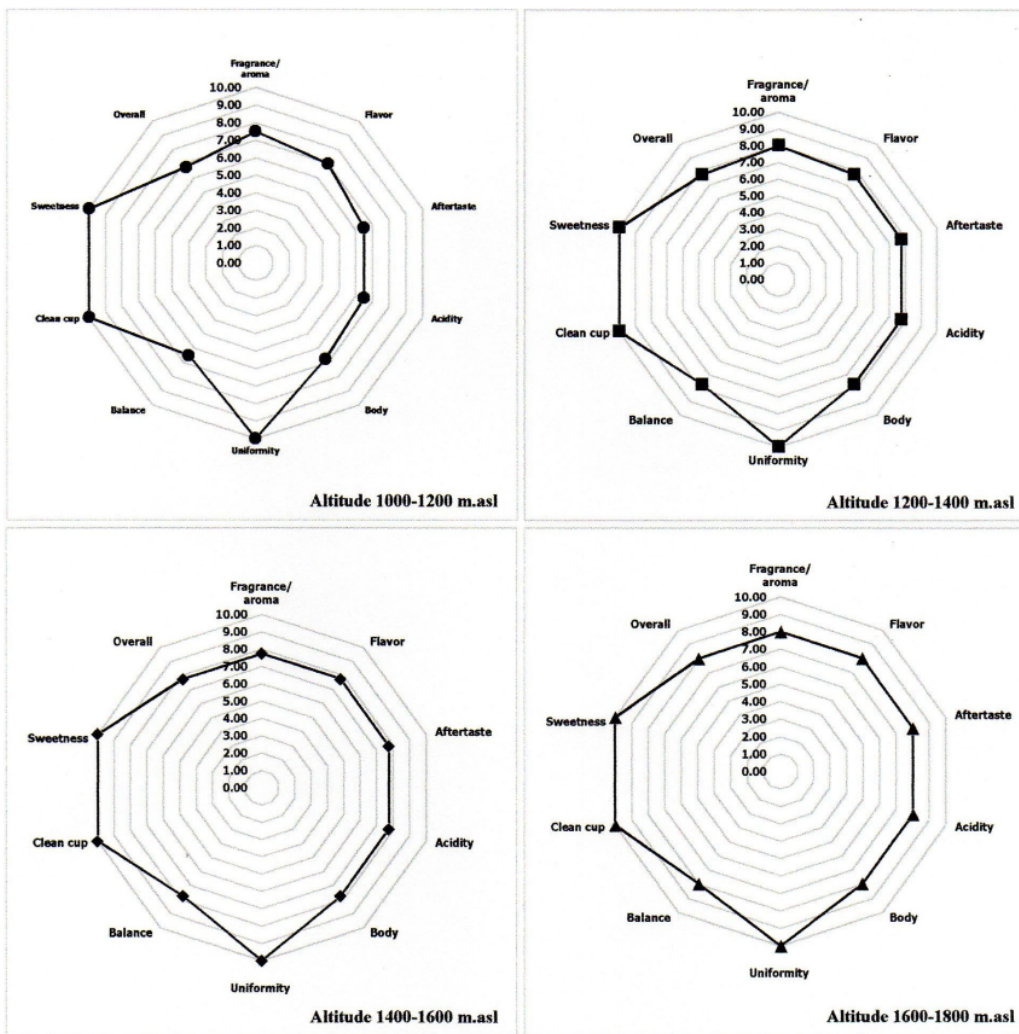 Fragrance/
aroma
10.00
9.00
8.00
7.00
6.00
5.00
4.00
3.00
2.00
1.00
0.00
Flavor
Aftertaste
Acidity
Body
Uniformity
Balance
Clean cup
Sweetness
Overall
Altitude 1000-1200 m.asl
Fragrance/
aroma
10.00
9.00
8.00
7.00
6.00
5.00
4.00
3.00
2.00
1.00
0.00
Flavor
Aftertaste
Acidity
Body
Uniformity
Balance
Clean cup
Sweetness
Overall
Altitude 1200-1400 m.asl
Fragrance/
aroma
10.00
9.00
8.00
7.00
6.00
5.00
4.00
3.00
2.00
1.00
0.00
Flavor
Aftertaste
Acidity
Body
Uniformity
Balance
Clean cup
Sweetness
Overall
Altitude 1400-1600 m.asl
Fragrance/
aroma
10.00
9.00
8.00
7.00
6.00
5.00
4.00
3.00
2.00
1.00
0.00
Flavor
Aftertaste
Acidity
Body
Uniformity
Balance
Clean cup
Sweetness
Overall
Altitude 1600-1800 m.asl